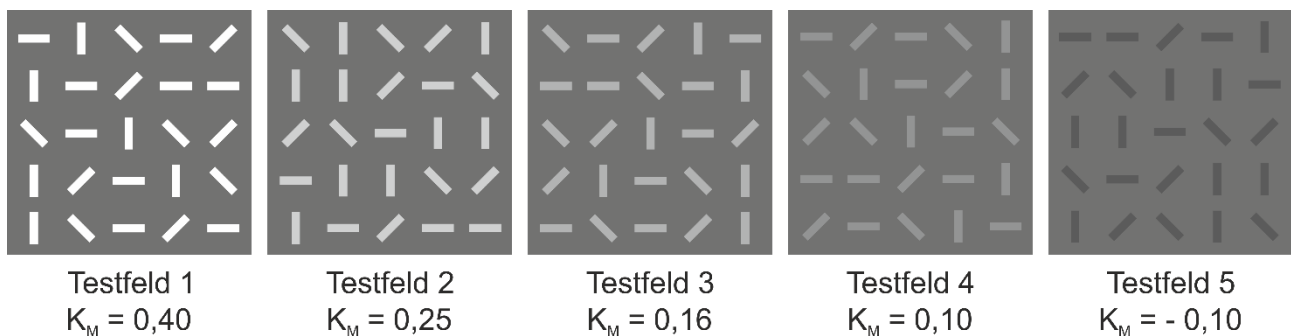 Testfeld 1
K_M = 0,40
Testfeld 2
K_M = 0,25
Testfeld 3
K_M = 0,16
Testfeld 4
K_M = 0,10
Testfeld 5
K_M = - 0,10